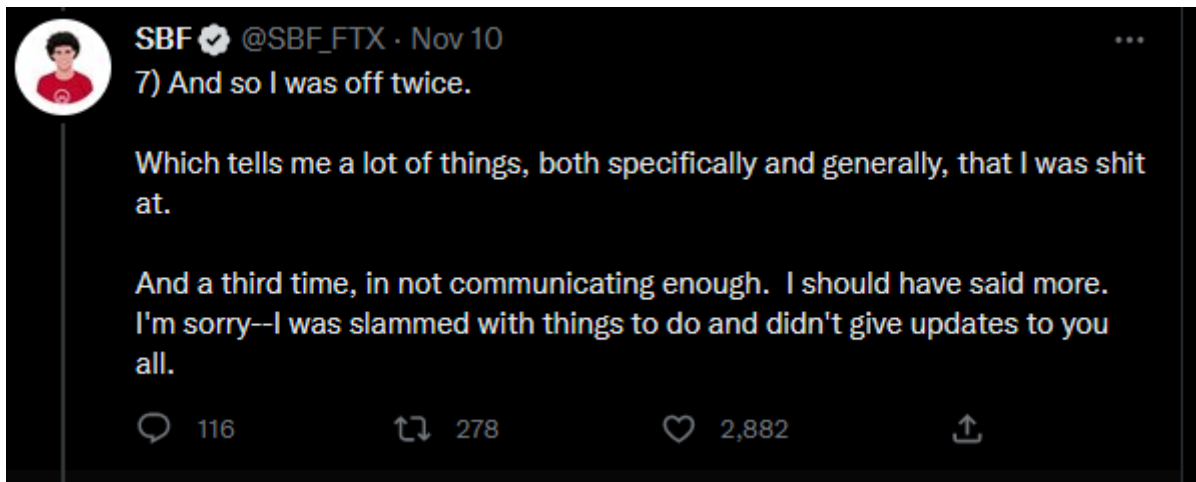 SBF @SBF_FTX · Nov 10
7) And so I was off twice.
Which tells me a lot of things, both specifically and generally, that I was shit
at.
And a third time, in not communicating enough.  I should have said more.
I'm sorry--I was slammed with things to do and didn't give updates to you
all.
116 278 2,882